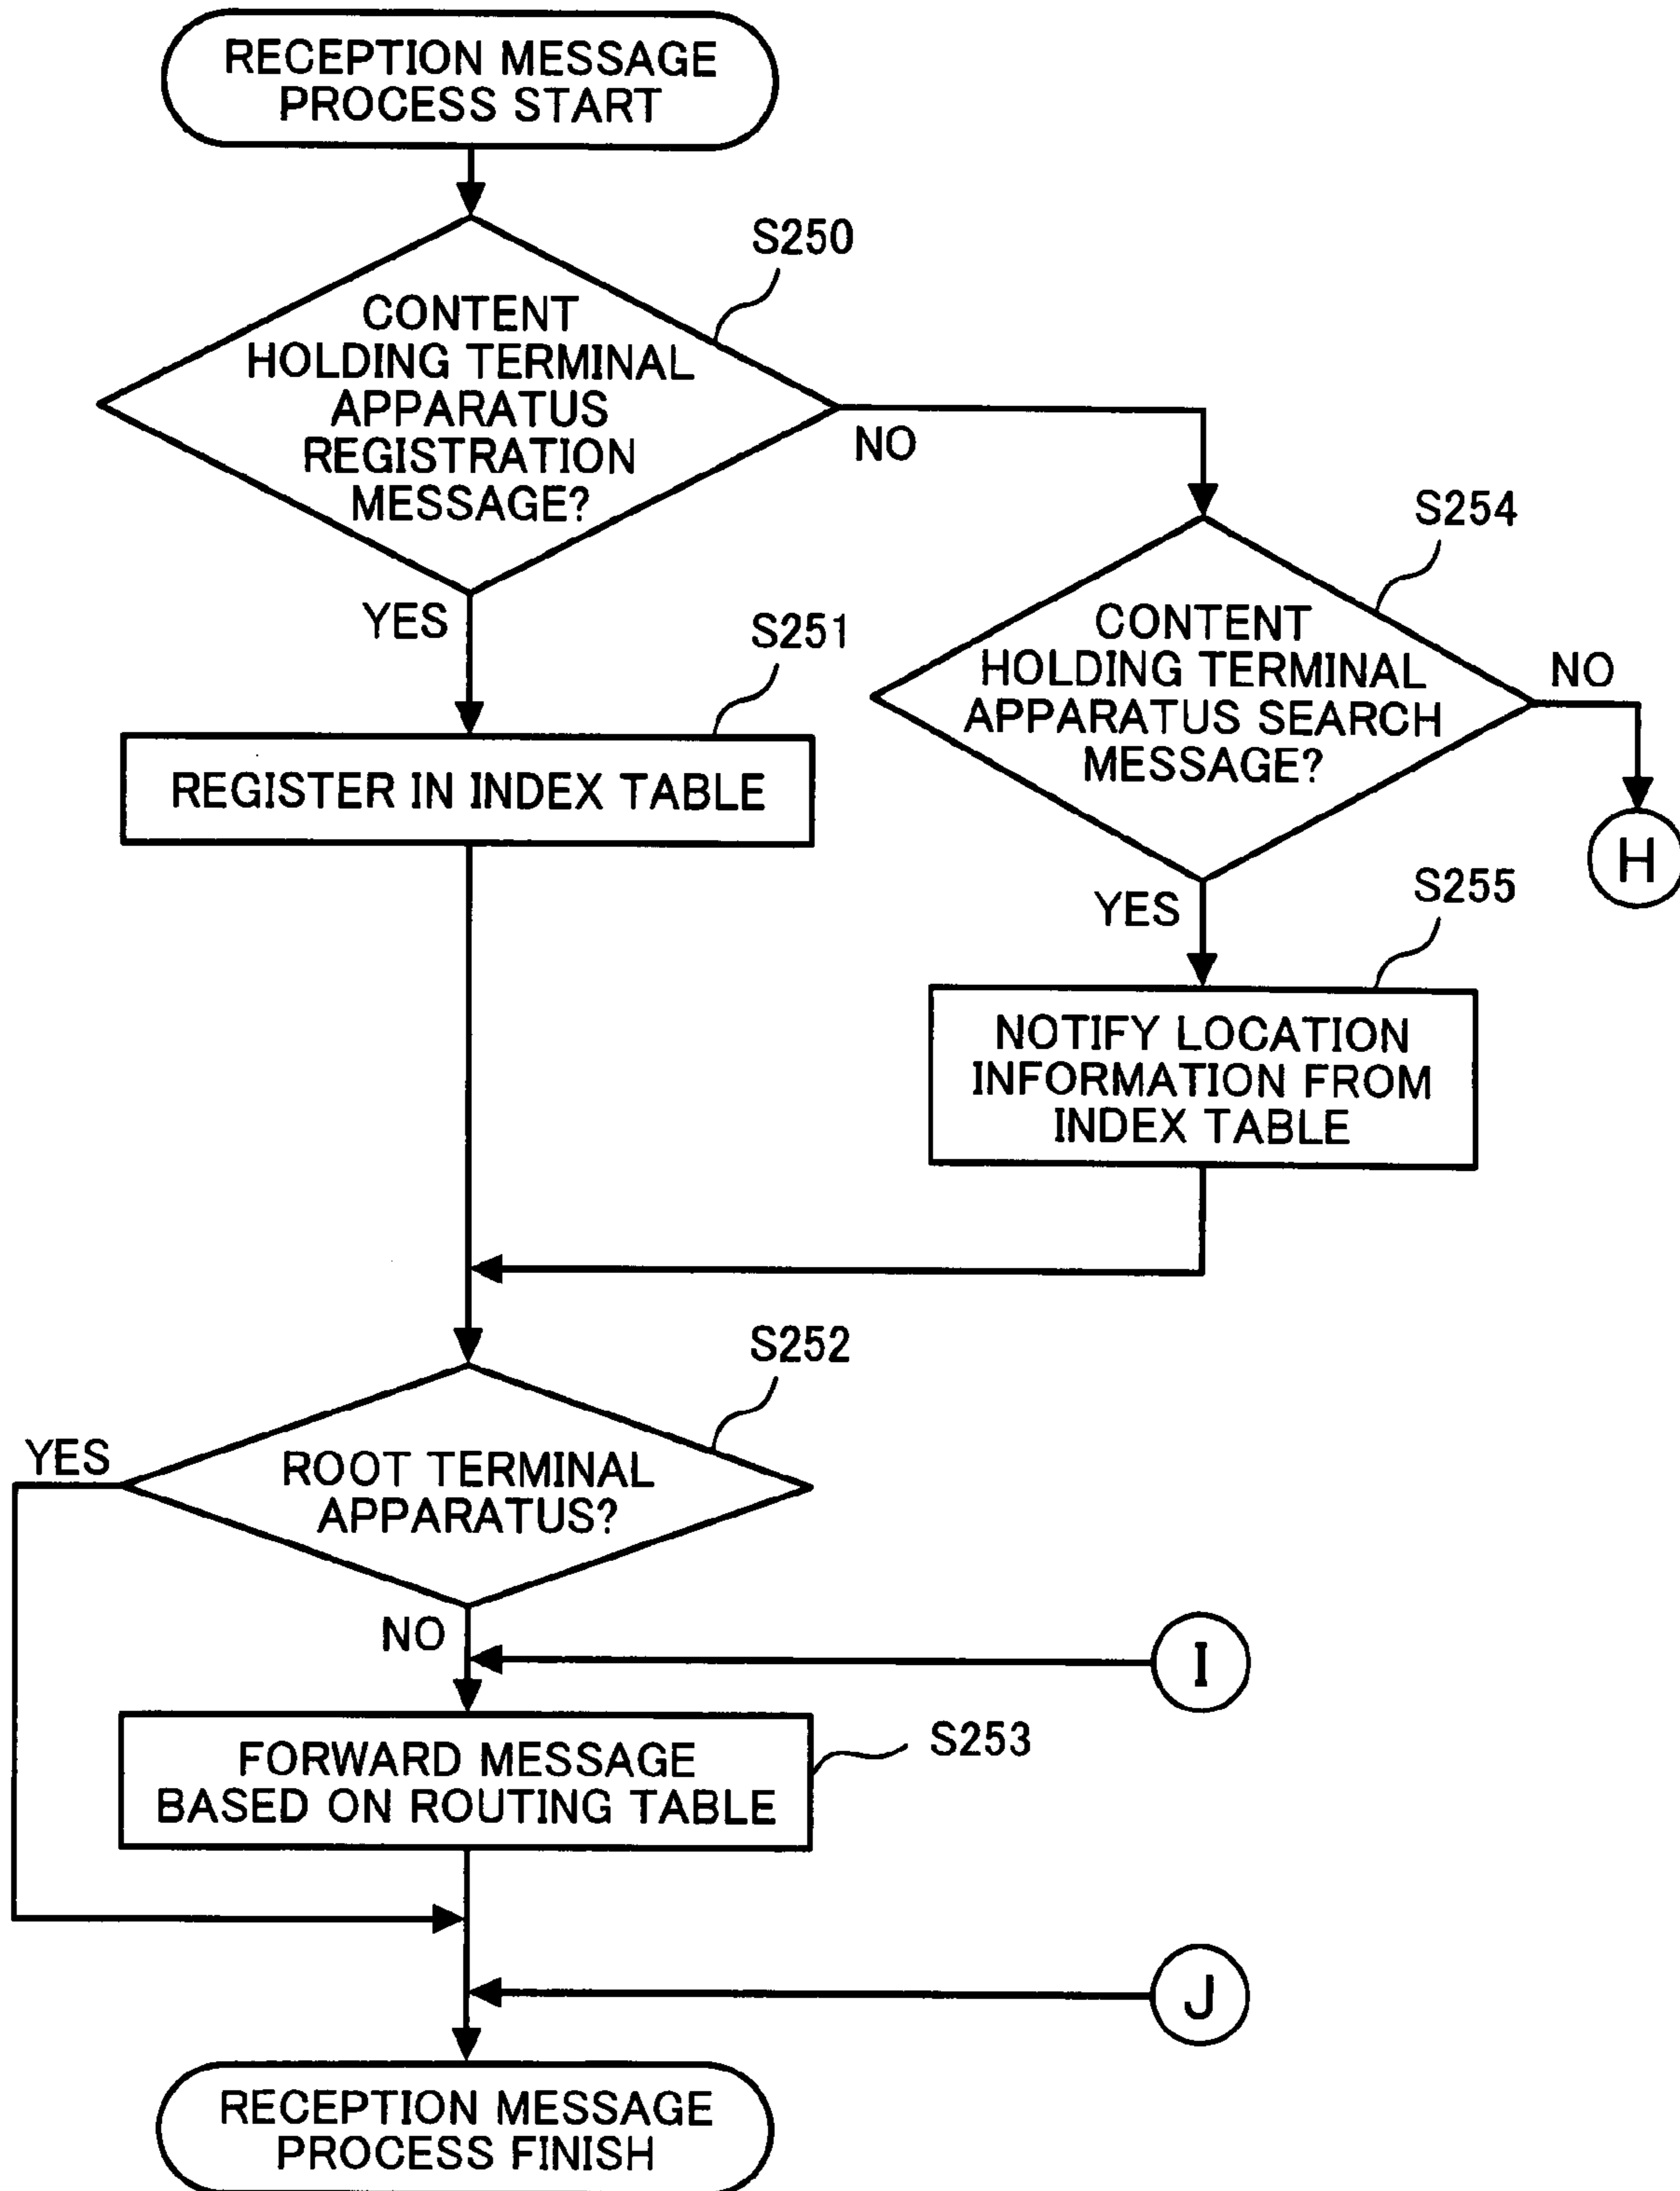 RECEPTION MESSAGE
PROCESS START
S250
CONTENT
HOLDING TERMINAL
APPARATUS
REGISTRATION
MESSAGE?
NO
YES
S254
CONTENT
HOLDING TERMINAL
APPARATUS SEARCH
MESSAGE?
NO
H
YES
S251
REGISTER IN INDEX TABLE
S255
NOTIFY LOCATION
INFORMATION FROM
INDEX TABLE
S252
YES
ROOT TERMINAL
APPARATUS?
NO
I
S253
FORWARD MESSAGE
BASED ON ROUTING TABLE
J
RECEPTION MESSAGE
PROCESS FINISH